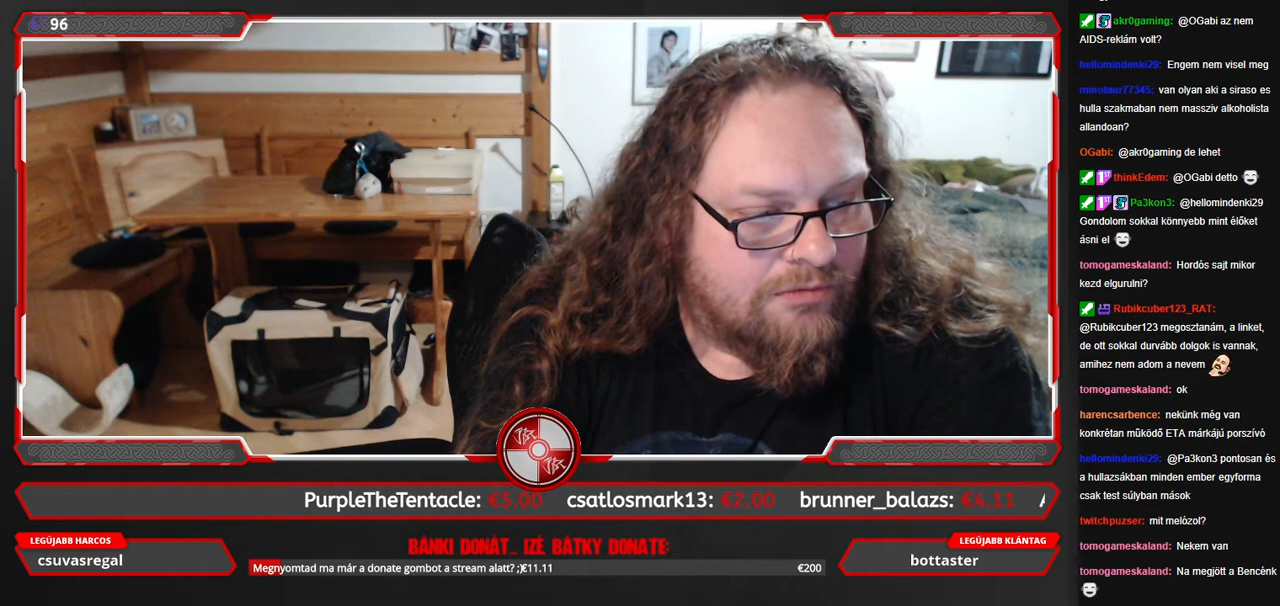 96
PurpleTheTentacle: €5.00 csatlosmark13: €2.00 brunner_balazs: €4.11
LEGÚJABB HARCOS
csuvasregal
BÁNKI DONÁT... IZÉ BÁTKY DONATE:
Megnyomtad ma már a donate gombot a stream alatt? ;)€11.11
€200
LEGÚJABB KLÁNTAG
bottaster
akr0gaming: @OGabi az nem
AIDS-reklám volt?
hellomindenki29: Engem nem visel meg
minotaur77345: van olyan aki a siraso es
hulla szakmaban nem massziv alkoholista
allandoan?
OGabi: @akr0gaming de lehet
thinkEdem: @OGabi detto
Pa3kon3: @hellomindenki29
Gondolom sokkal könnyebb mint élőket
ásni el
tomogameskaland: Hordós sajt mikor
kezd elgurulni?
Rubikcuber123_RAT:
@Rubikcuber123 megosztanám, a linket,
de ott sokkal durvább dolgok is vannak,
amihez nem adom a nevem
tomogameskaland: ok
harencsarbence: nekünk még van
konkrétan működő ETA márkájú porszívó
hellomindenki29: @Pa3kon3 pontosan és
a hullazsákban minden ember egyforma
csak test súlyban mások
twitchpuzser: mit melózol?
tomogameskaland: Nekem van
tomogameskaland: Na megjött a Bencénk